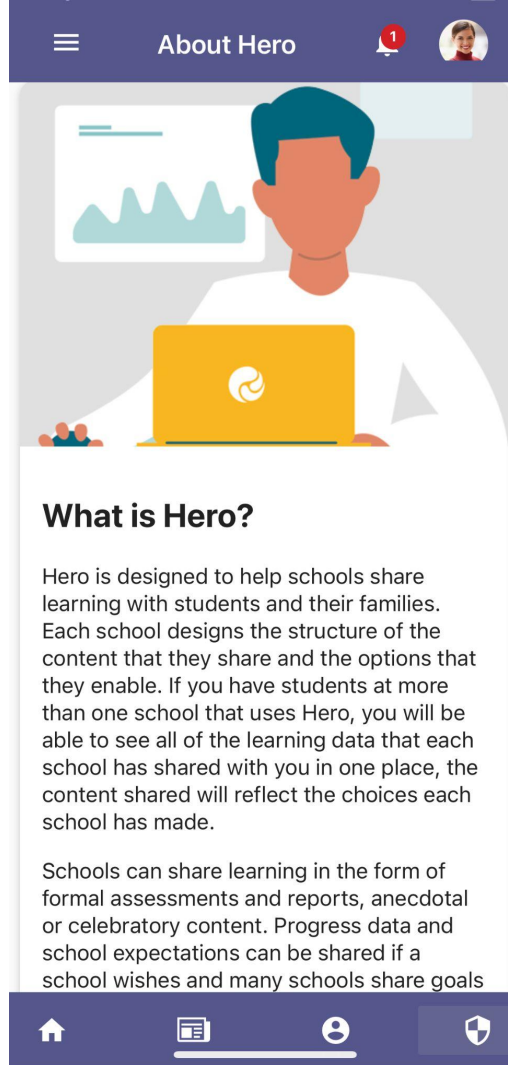 About Hero
1
What is Hero?
Hero is designed to help schools share
learning with students and their families.
Each school designs the structure of the
content that they share and the options that
they enable. If you have students at more
than one school that uses Hero, you will be
able to see all of the learning data that each
school has shared with you in one place, the
content shared will reflect the choices each
school has made.
Schools can share learning in the form of
formal assessments and reports, anecdotal
or celebratory content. Progress data and
school expectations can be shared if a
school wishes and many schools share goals